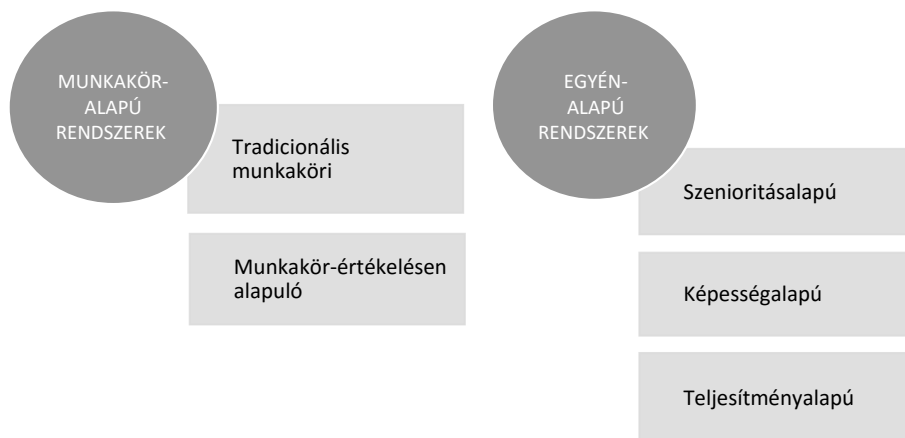 MUNKAKÖR-
ALAPÚ
RENDSZEREK
Tradicionális
munkaköri
Munkakör-értékelésen
alapuló
EGYÉN-
ALAPÚ
RENDSZEREK
Szenioritásalapú
Képességalapú
Teljesítményalapú